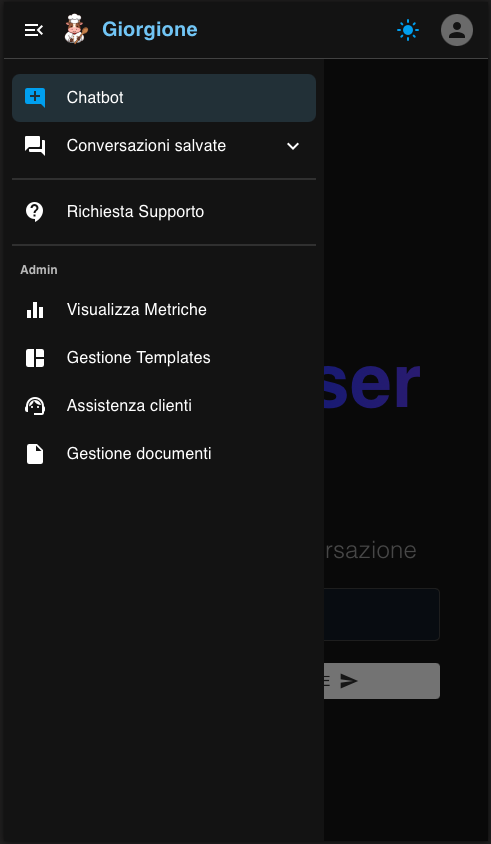 Giorgione
Chatbot
Conversazioni salvate
Richiesta Supporto
Admin
Visualizza Metriche
Gestione Templates
ser
Assistenza clienti
Gestione documenti
rsazione
E